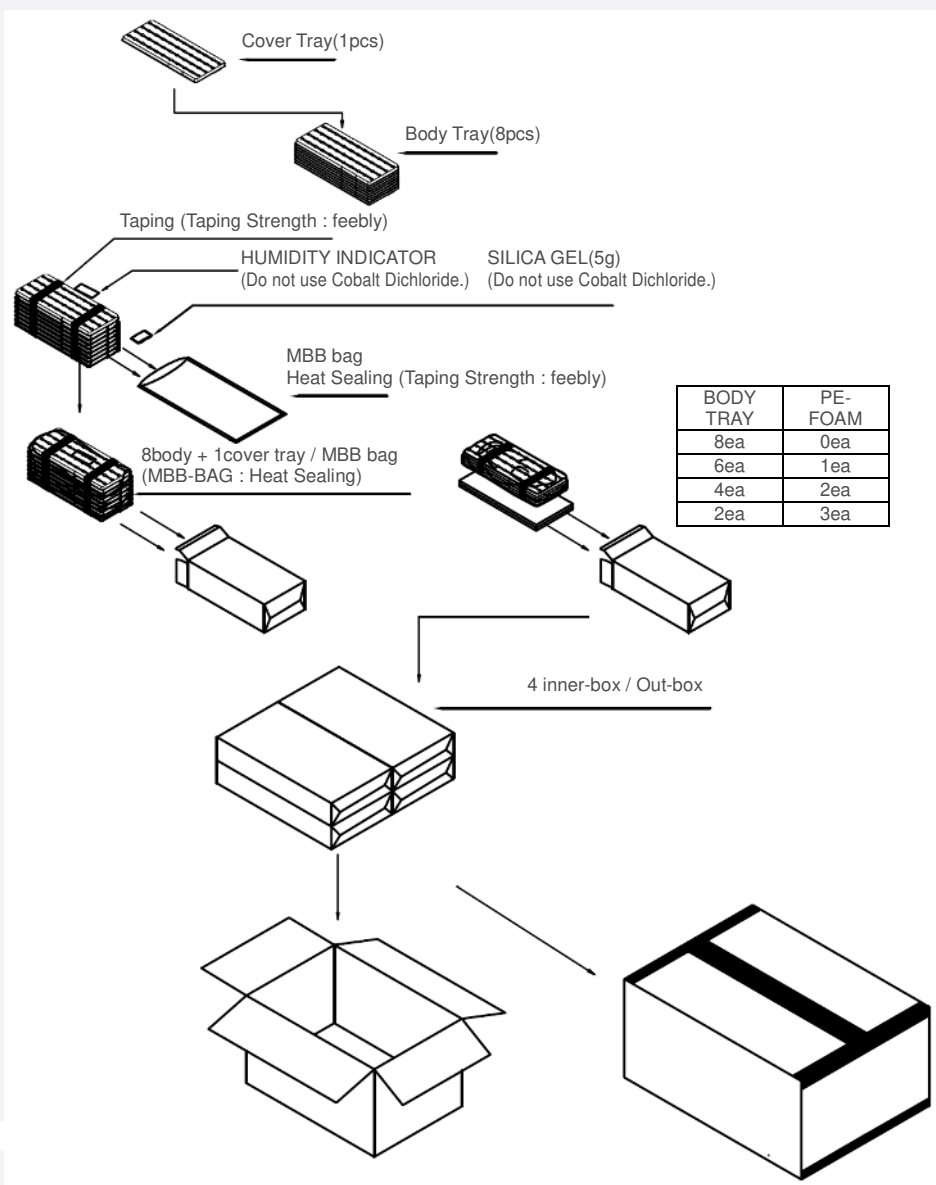 Cover Tray(1pcs)
Body Tray(8pcs)
Taping (Taping Strength : feebly)
HUMIDITY INDICATOR
(Do not use Cobalt Dichloride.)
SILICA GEL(5g)
(Do not use Cobalt Dichloride.)
MBB bag
Heat Sealing (Taping Strength : feebly)
BODY TRAY
PE-FOAM
8ea 0ea
6ea 1ea
4ea 2ea
2ea 3ea
8body + 1cover tray / MBB bag
(MBB-BAG : Heat Sealing)
4 inner-box / Out-box